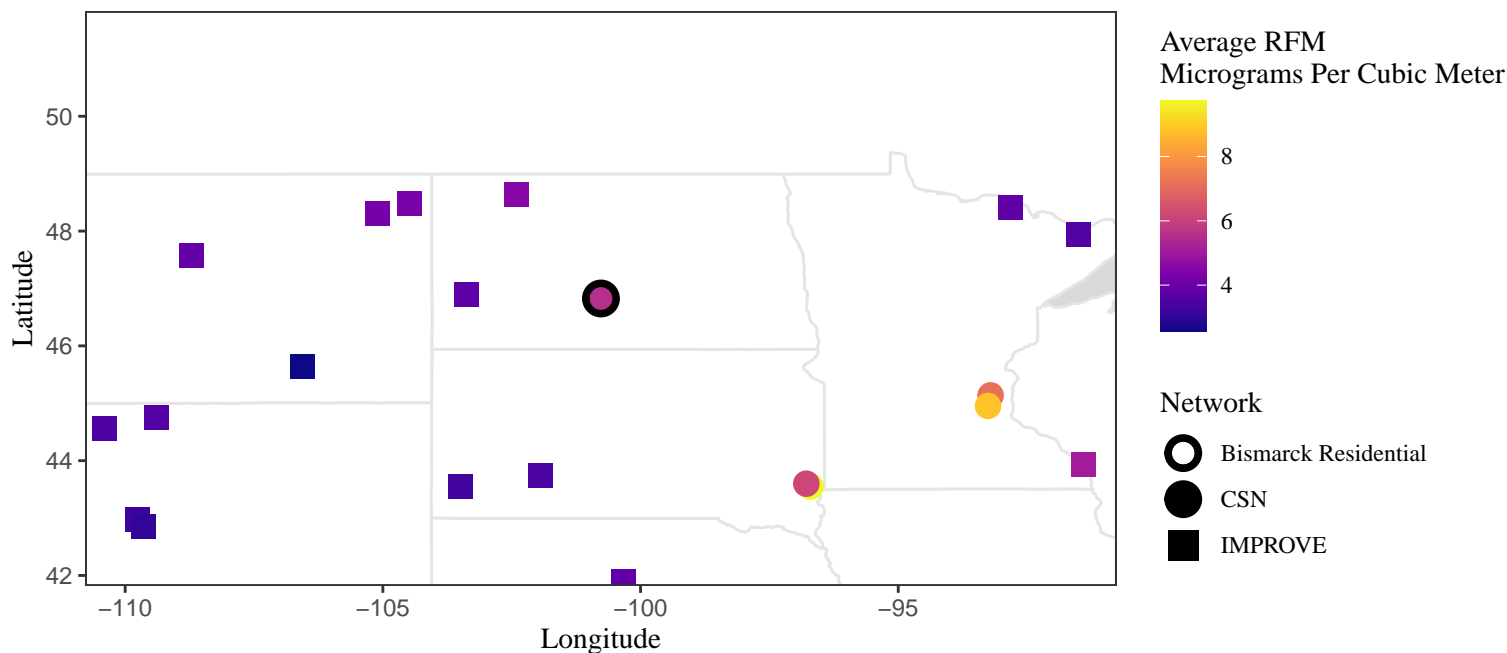 Average RFM
Micrograms Per Cubic Meter
8
6
4
Network
Bismarck Residential
CSN
IMPROVE
Latitude
50
48
46
44
42
−110
−105
−100
−95
Longitude